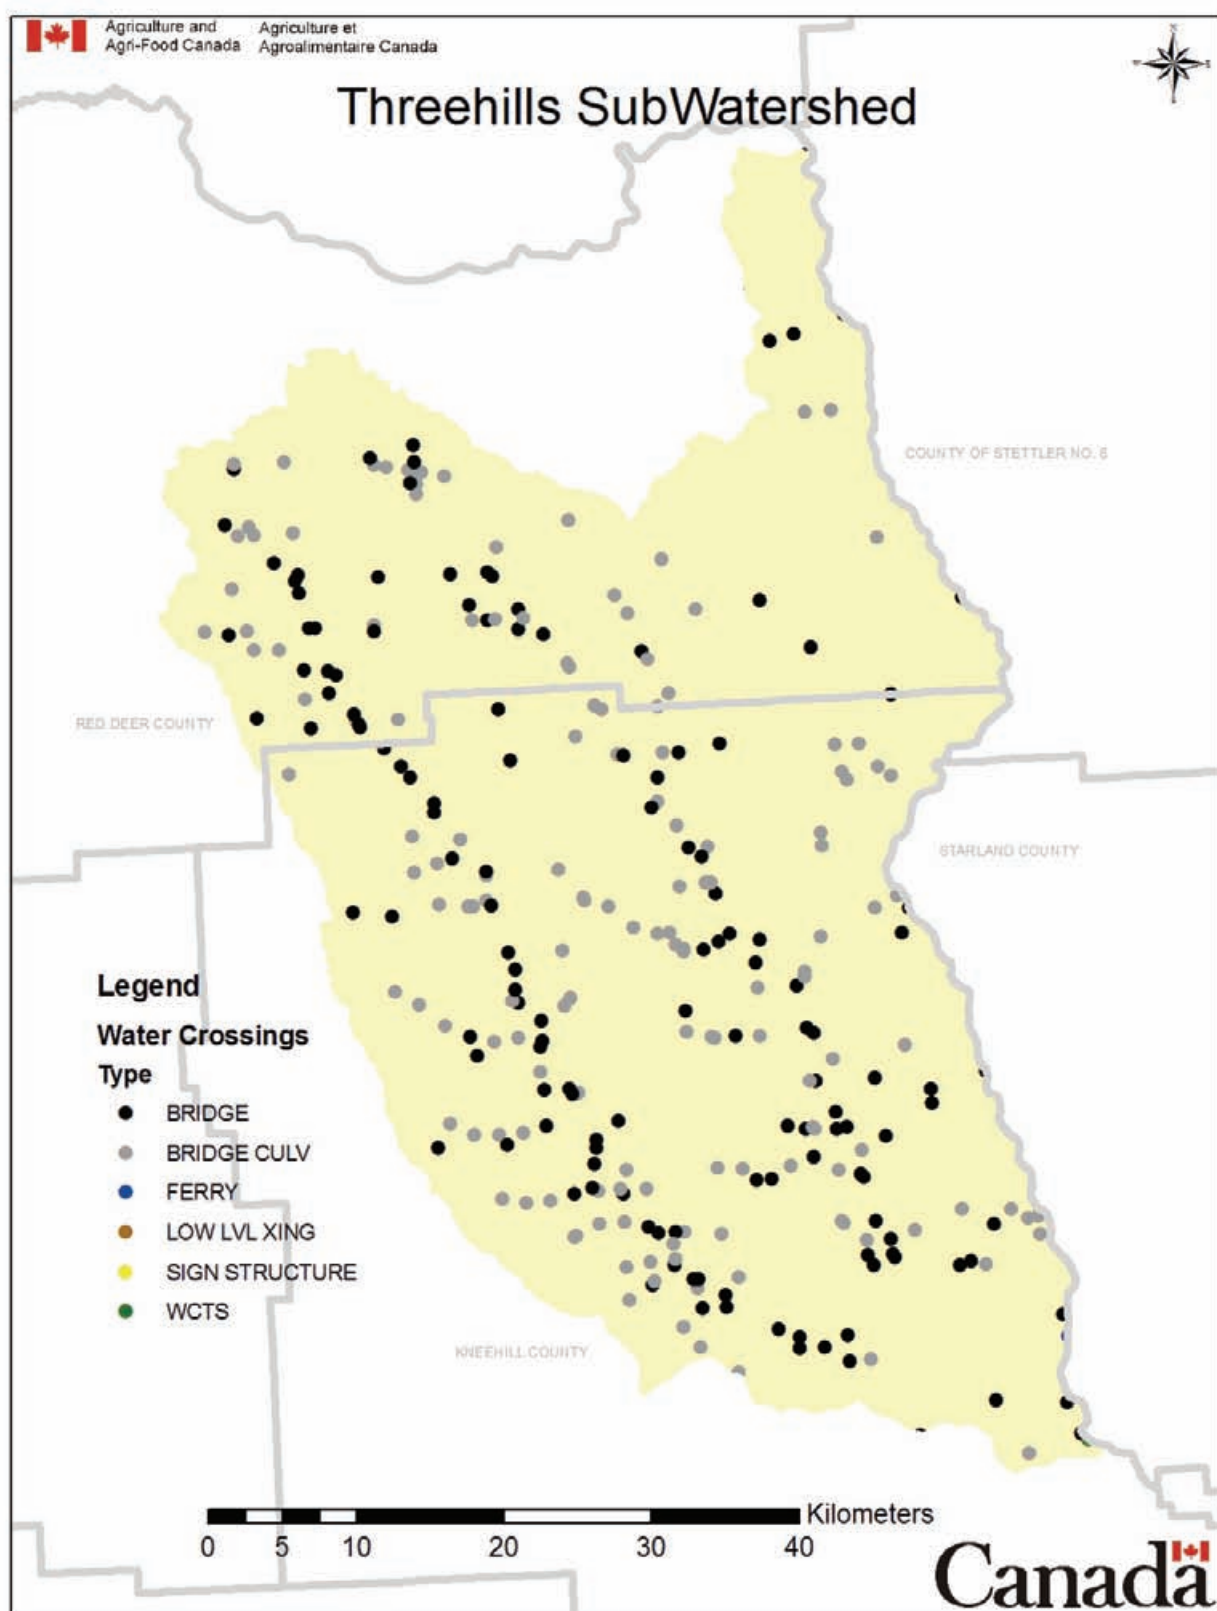 Agriculture and
Agri-Food Canada
Agriculture et
Agroalimentaire Canada
Threehills SubWatershed
COUNTY OF STETTLER NO. 6
RED DEER COUNTY
STARLAND COUNTY
Legend
Water Crossings
Type
BRIDGE
BRIDGE CULV
FERRY
LOW LVL XING
SIGN STRUCTURE
WCTS
KNEEHILL COUNTY
Kilometers
0 5 10 20 30 40
Canada